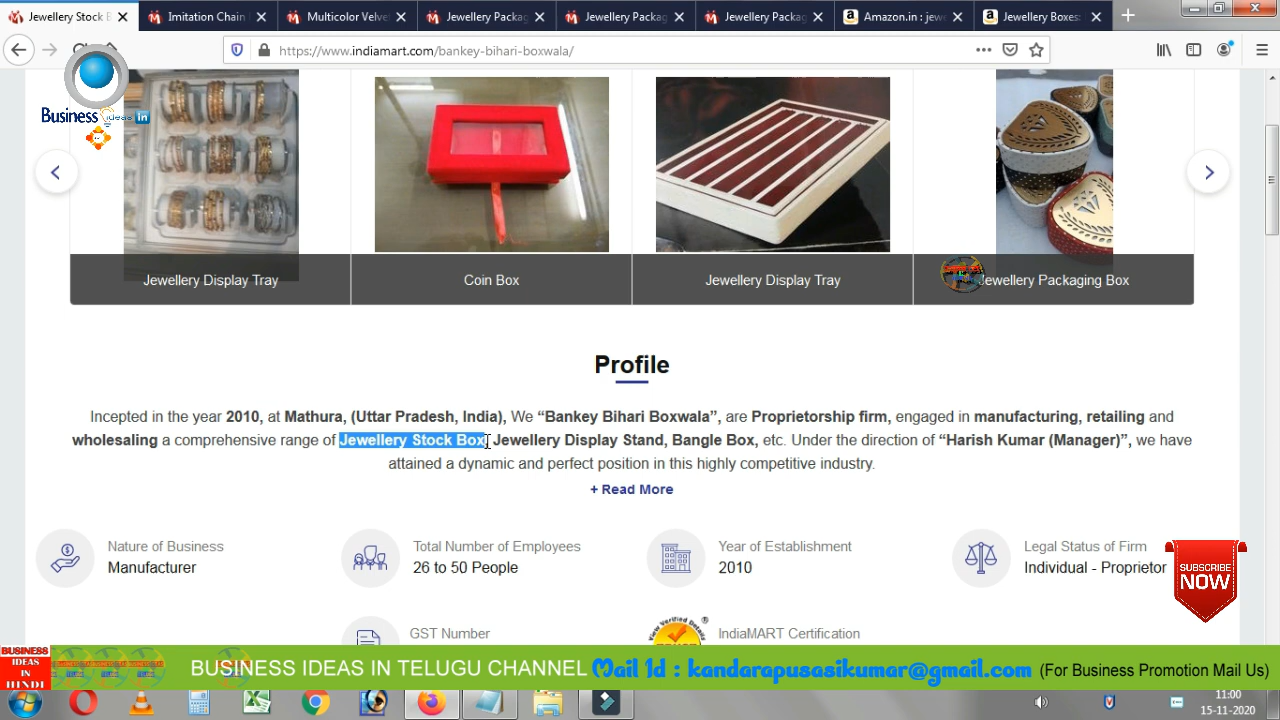 Jewellery Stock B
Imitation Chain
Multicolor Velve
Jewellery Packag
Jewellery Packag
Jewellery Packag
Amazon.in : jewe
Jewellery Boxes:
https://www.indiamart.com/bankey-bihari-boxwala/
Business ideas in
Jewellery Display Tray
Coin Box
Jewellery Display Tray
Jewellery Packaging Box
Profile
Incepted in the year 2010, at Mathura, (Uttar Pradesh, India), We “Bankey Bihari Boxwala”, are Proprietorship firm, engaged in manufacturing, retailing and
wholesaling a comprehensive range of Jewellery Stock Box, Jewellery Display Stand, Bangle Box, etc. Under the direction of “Harish Kumar (Manager)”, we have
attained a dynamic and perfect position in this highly competitive industry.
+ Read More
Nature of Business
Manufacturer
Total Number of Employees
26 to 50 People
Year of Establishment
2010
Legal Status of Firm
Individual - Proprietor
SUBSCRIBE
NOW
GST Number
IndiaMART Certification
BUSINESS
IDEAS
IN
HINDI
BUSINESS IDEAS IN TELUGU CHANNEL Mail Id : kandarapusasikumar@gmail.com (For Business Promotion Mail Us)
11:00
15-11-2020